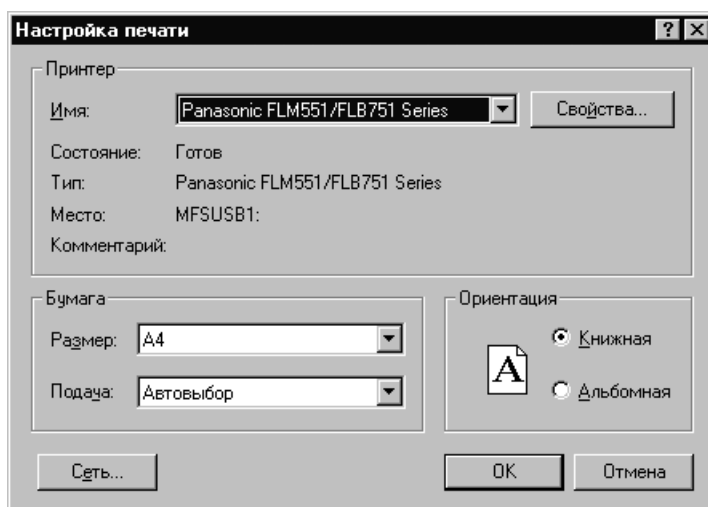 Настройка печати
Принтер
Имя: Panasonic FLM551/FLB751 Series Свойства...
Состояние: Готов
Тип: Panasonic FLM551/FLB751 Series
Место: MFSUSB1:
Комментарий:
Бумага
Размер: A4
Подача: Автовыбор
Ориентация
A
Книжная
Альбомная
Сеть... OK Отмена